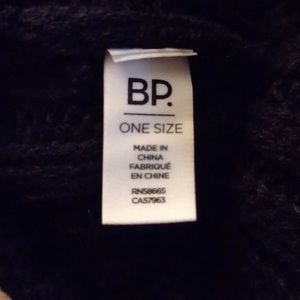 BP.
ONE SIZE
MADE IN
CHINA
FABRIQUÉ
EN CHINE
RN58665
CA57963